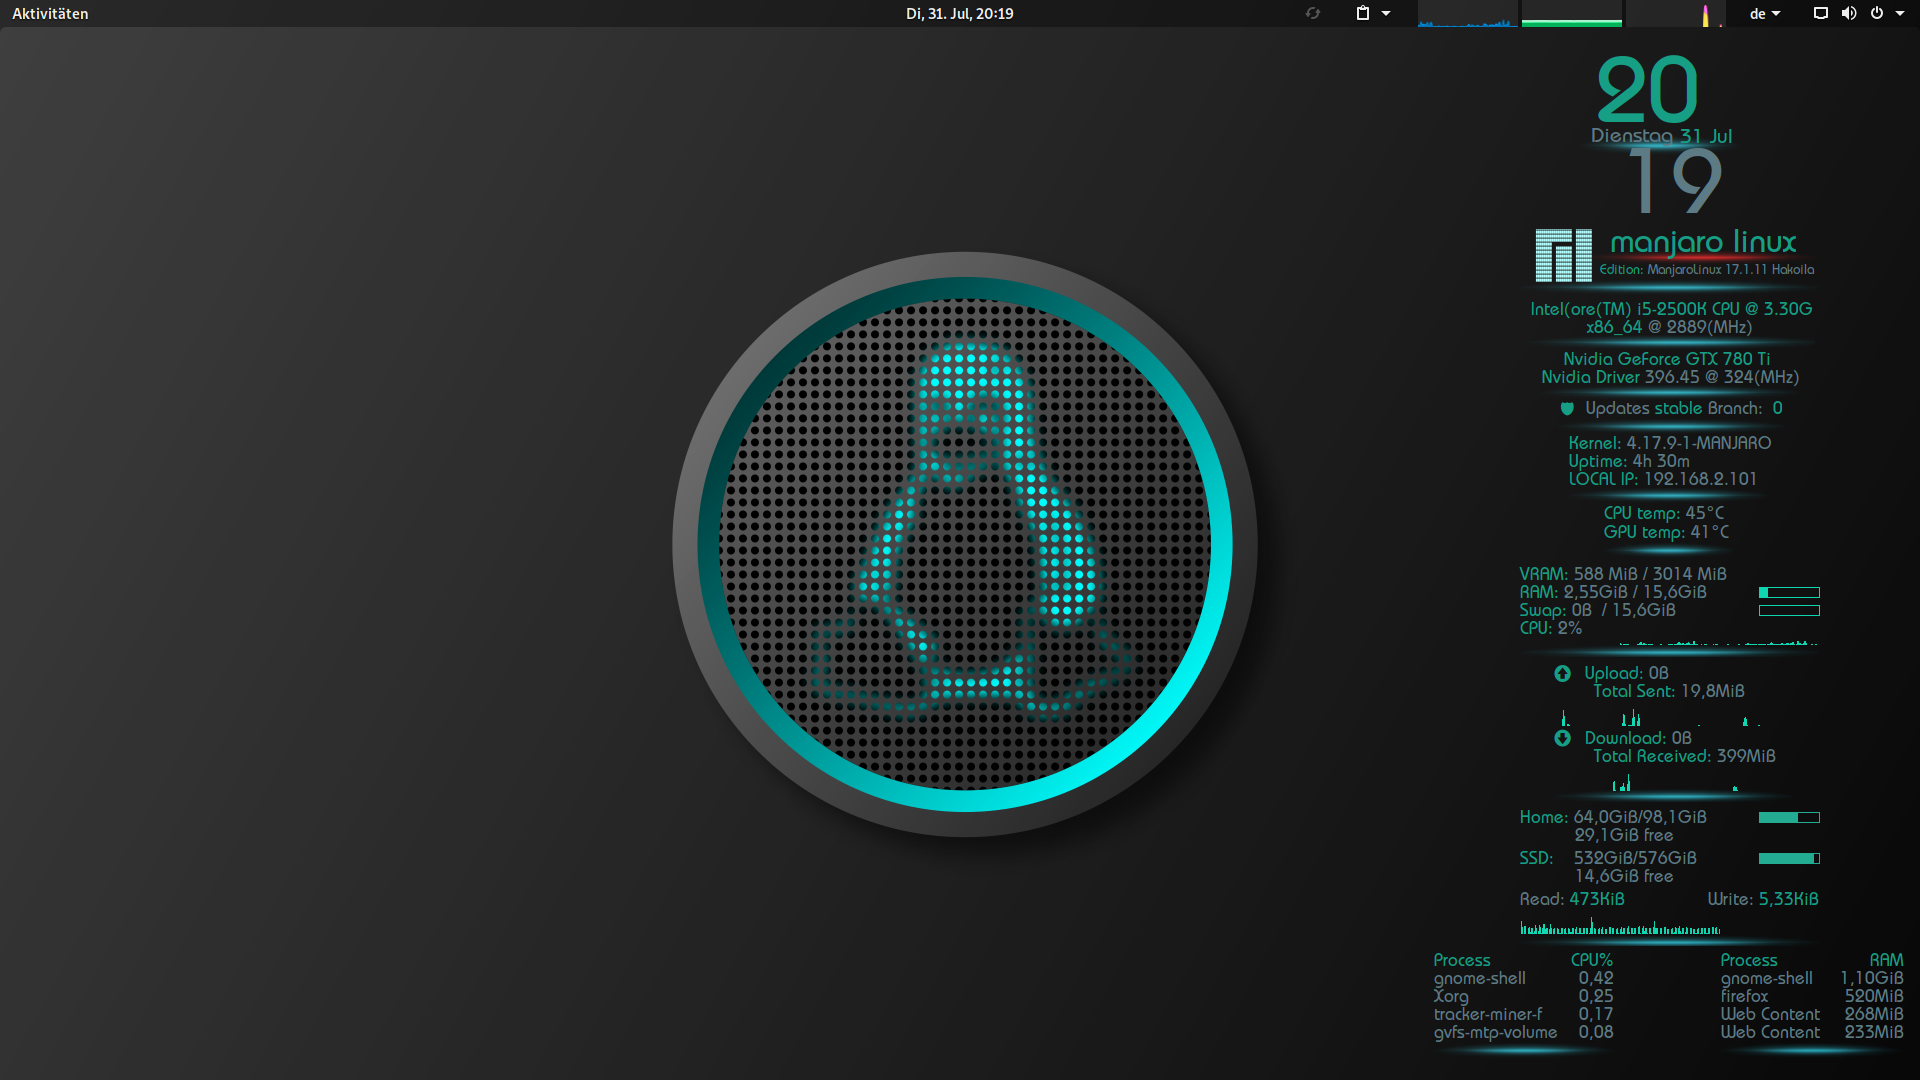 Aktivitäten
Di, 31. Jul, 20:19
de
20
Dienstag 31 Jul
19
manjaro linux
Edition: ManjaroLinux 17.1.11 Hakoila
Intel(ore(TM) i5-2500K CPU @ 3.30G
x86_64 @ 2889(MHz)
Nvidia GeForce GTX 780 Ti
Nvidia Driver 396.45 @ 324(MHz)
Updates stable Branch: 0
Kernel: 4.17.9-1-MANJARO
Uptime: 4h 30m
LOCAL IP: 192.168.2.101
CPU temp: 45°C
GPU temp: 41°C
VRAM: 588 MiB / 3014 MiB
RAM: 2,55GiB / 15,6GiB
Swap: 0B / 15,6GiB
CPU: 2%
Upload: 0B
Total Sent: 19,8MiB
Download: 0B
Total Received: 399MiB
Home: 64,0GiB/98,1GiB
29,1GiB free
SSD: 532GiB/576GiB
14,6GiB free
Read: 473KiB Write: 5,33KiB
Process CPU% Process RAM
gnome-shell 0,42 gnome-shell 1,10GiB
Xorg 0,25 firefox 520MiB
tracker-miner-f 0,17 Web Content 268MiB
gvfs-mtp-volume 0,08 Web Content 233MiB